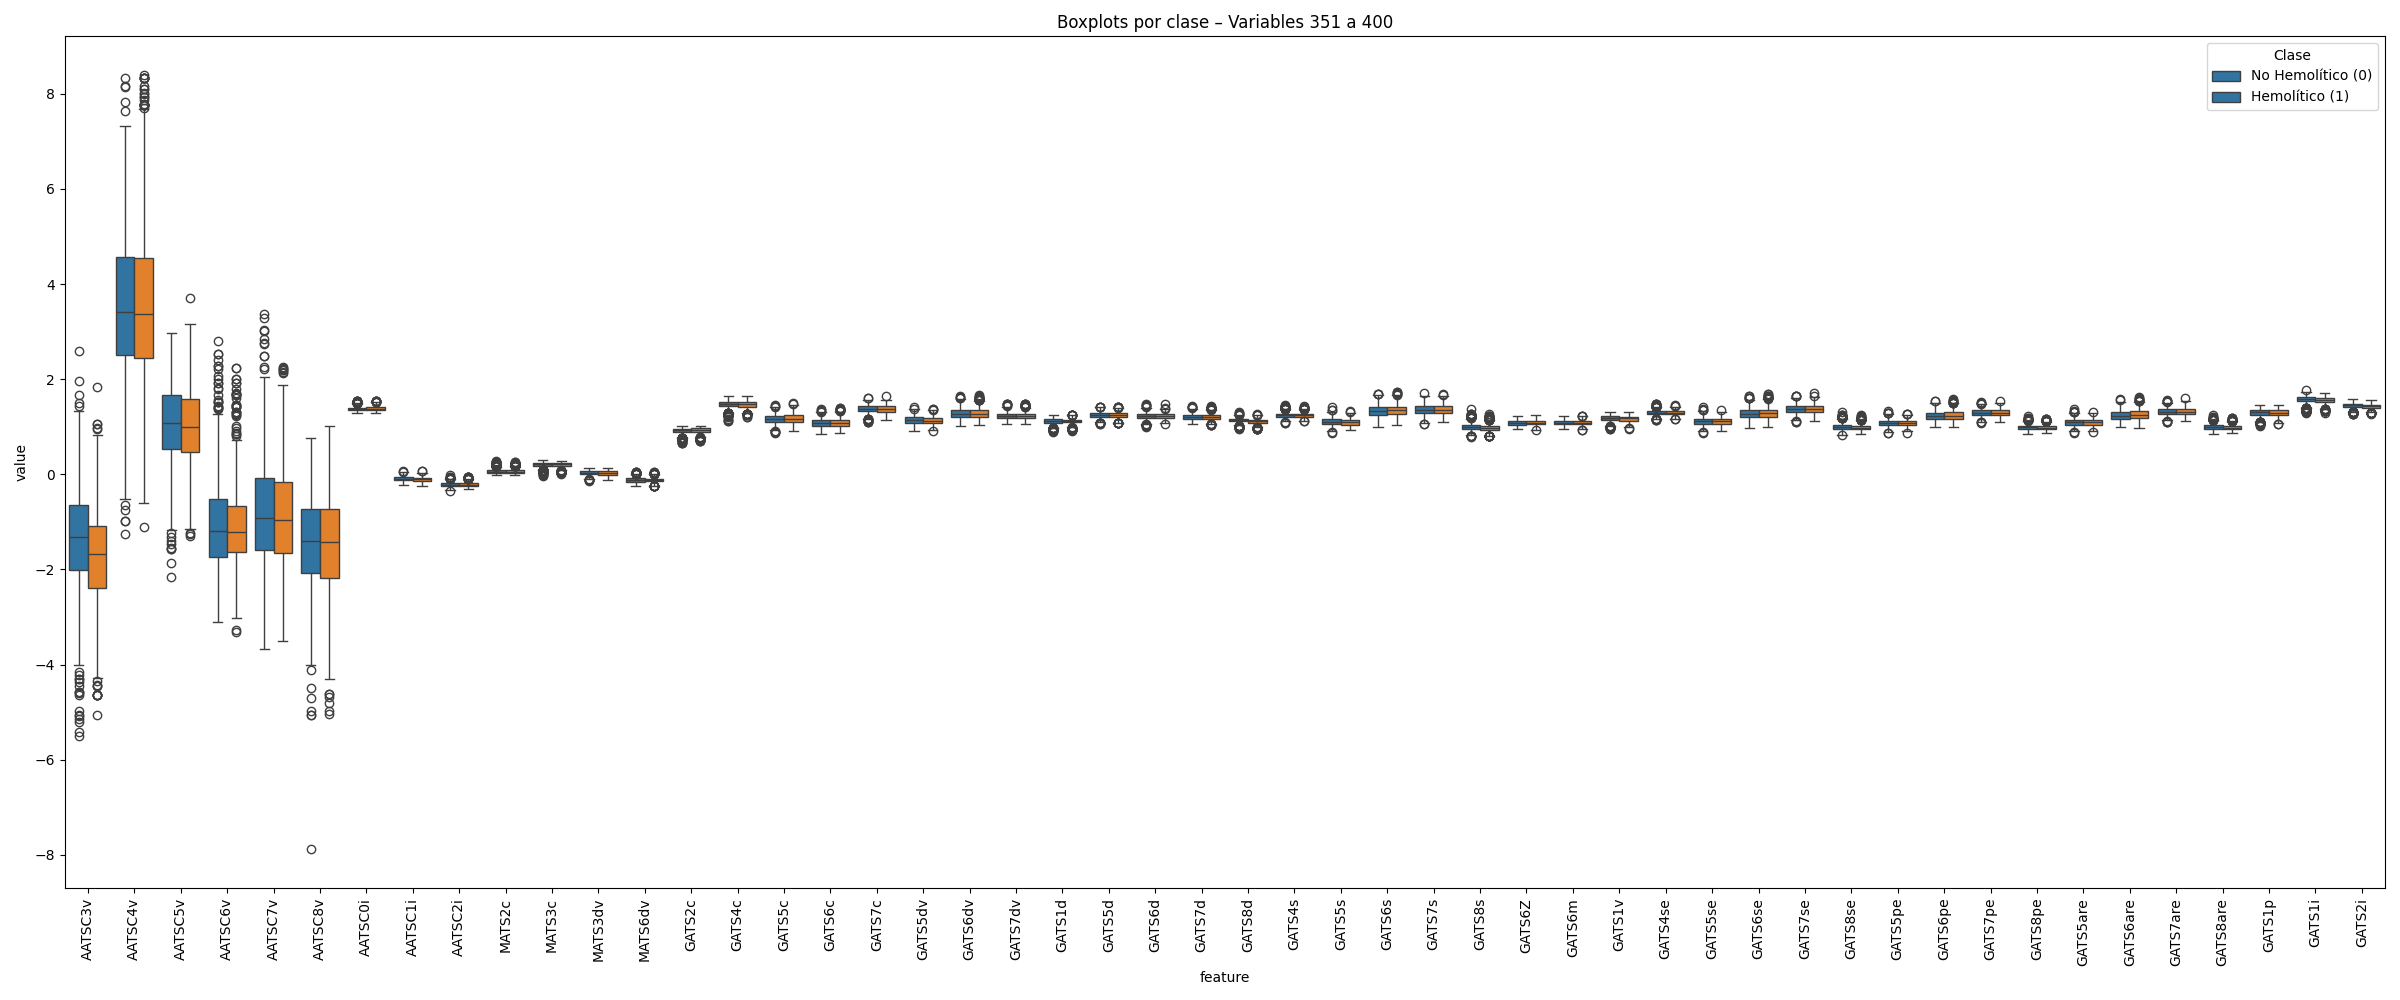 Boxplots por clase – Variables 351 a 400
Clase
No Hemolítico (0)
Hemolítico (1)
value
8
6
4
2
0
−2
−4
−6
−8
AATSC3v
AATSC4v
AATSC5v
AATSC6v
AATSC7v
AATSC8v
AATSC0i
AATSC1i
AATSC2i
MATS2c
MATS3c
MATS3dv
MATS6dv
GATS2c
GATS4c
GATS5c
GATS6c
GATS7c
GATS5dv
GATS6dv
GATS7dv
GATS1d
GATS5d
GATS6d
GATS7d
GATS8d
GATS4s
GATS5s
GATS6s
GATS7s
GATS8s
GATS6Z
GATS6m
GATS1v
GATS4se
GATS5se
GATS6se
GATS7se
GATS8se
GATS5pe
GATS6pe
GATS7pe
GATS8pe
GATS5are
GATS6are
GATS7are
GATS8are
GATS1p
GATS1i
GATS2i
feature